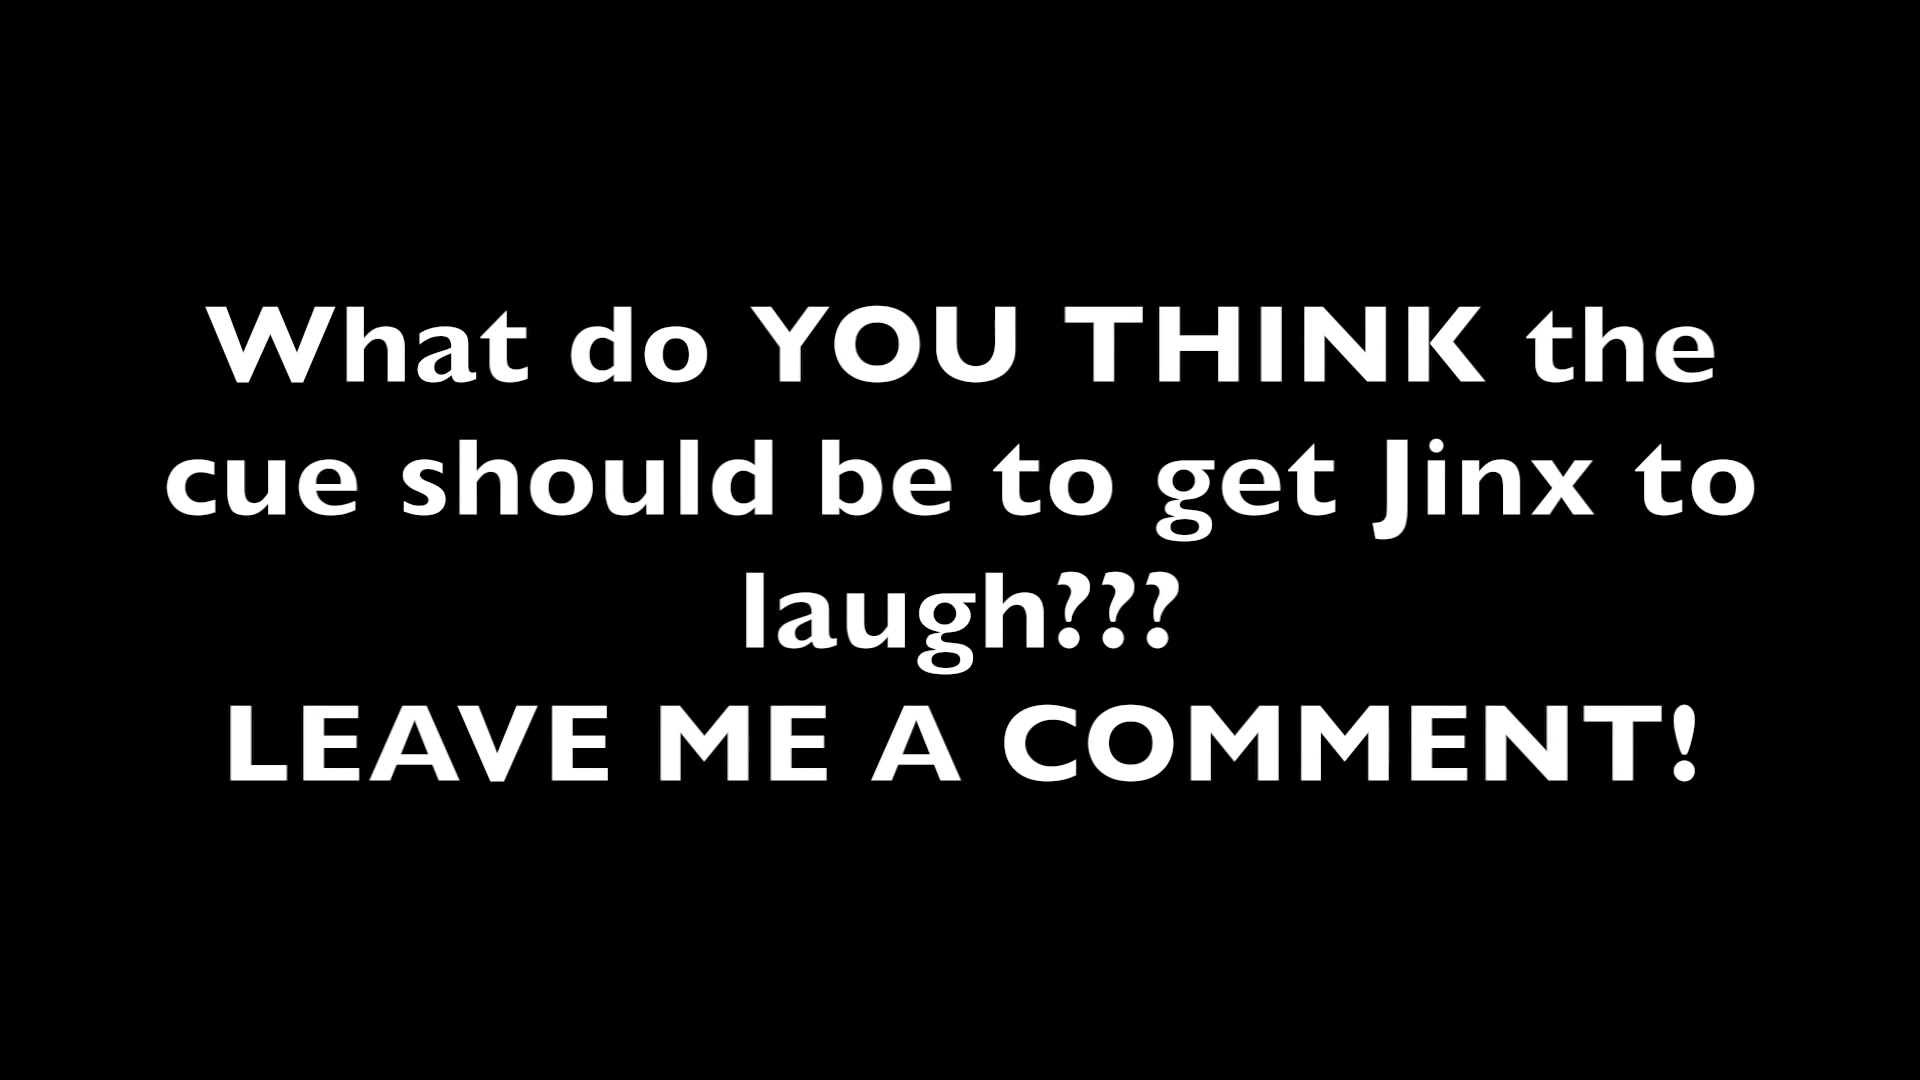 What do YOU THINK the
cue should be to get Jinx to
laugh???
LEAVE ME A COMMENT!